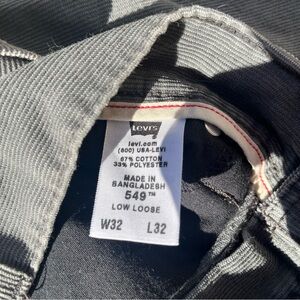 Levi's
levi.com
(800) USA-LEVI
67% COTTON
33% POLYESTER
MADE IN
BANGLADESH
549™
LOW LOOSE
W32 L32